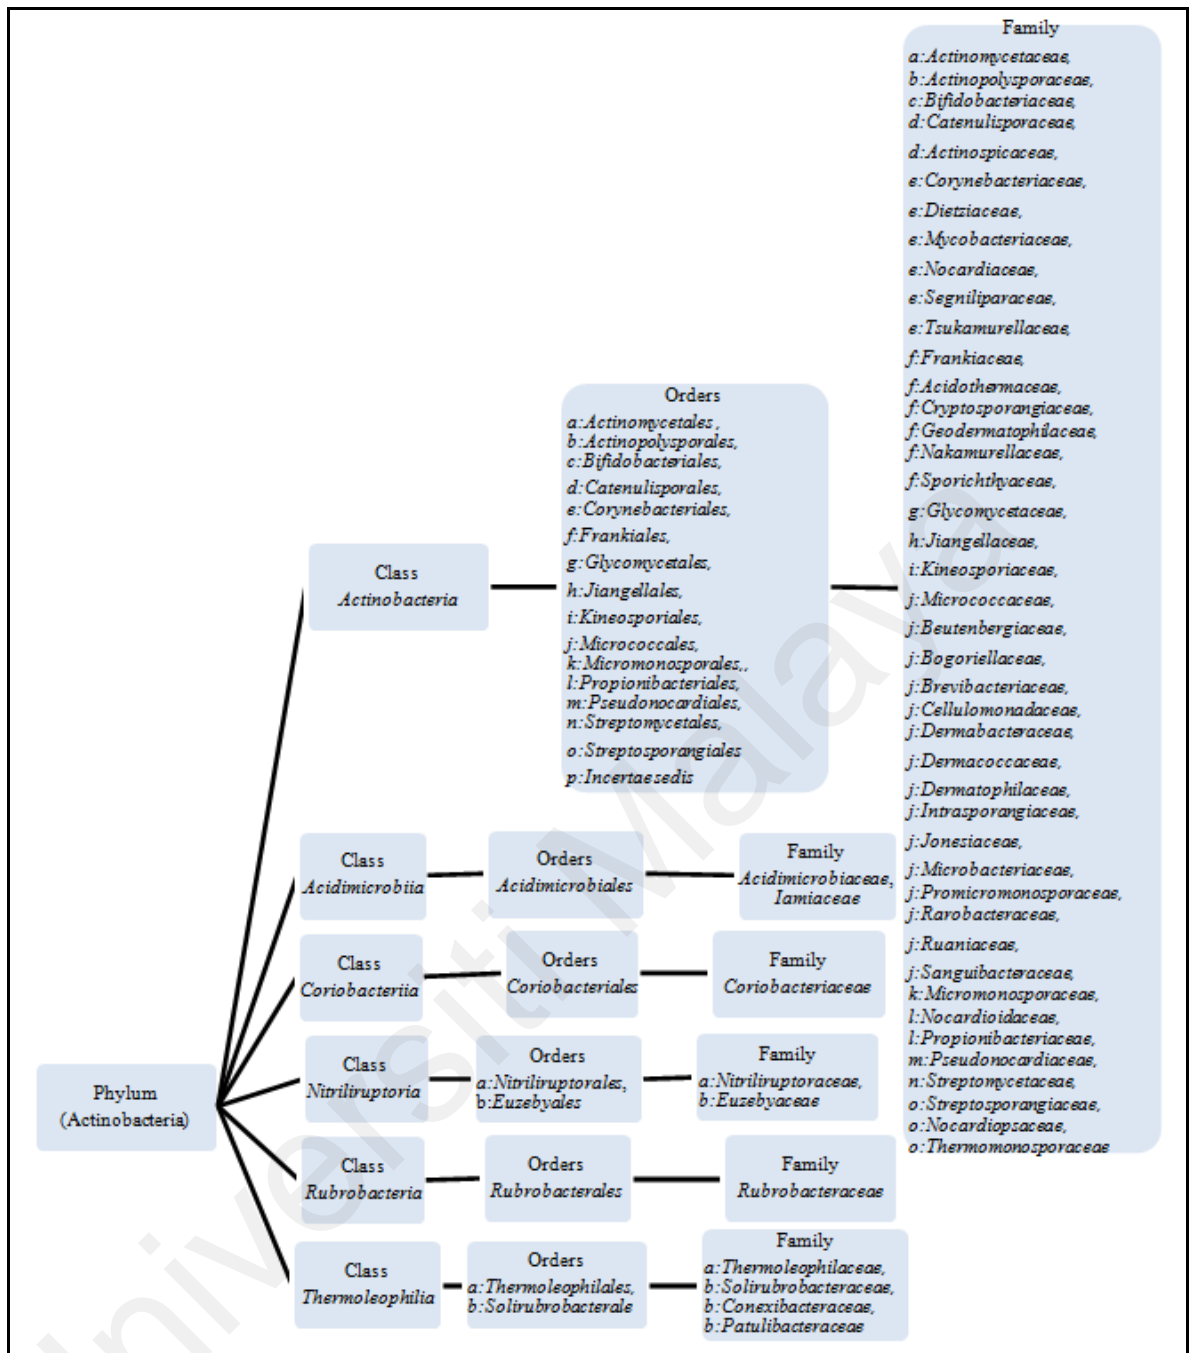 Family
a:Actinomycetaceae,
b:Actinopolysporaceae,
c:Bifidobacteriaceae,
d:Catenulisporaceae,
d:Actinospicaceae,
e:Corynebacteriaceae,
e:Dietziaceae,
e:Mycobacteriaceae,
e:Nocardiaceae,
e:Segniliparaceae,
e:Tsukamurellaceae,
f:Frankiaceae,
f:Acidothermaceae,
f:Cryptosporangiaceae,
f:Geodermatophilaceae,
f:Nakamurellaceae,
f:Sporichthyaceae,
g:Glycomycetaceae,
h:Jiangellaceae,
i:Kineosporiaceae,
j:Micrococcaceae,
j:Beutenbergiaceae,
j:Bogoriellaceae,
j:Brevibacteriaceae,
j:Cellulomonadaceae,
j:Dermabacteraceae,
j:Dermacoccaceae,
j:Dermatophilaceae,
j:Intrasporangiaceae,
j:Jonesiaceae,
j:Microbacteriaceae,
j:Promicromonosporaceae,
j:Rarobacteraceae,
j:Ruaniaceae,
j:Sanguibacteraceae,
k:Micromonosporaceae,
l:Nocardioidaceae,
l:Propionibacteriaceae,
m:Pseudonocardiaceae,
n:Streptomycetaceae,
o:Streptosporangiaceae,
o:Nocardiopsaceae,
o:Thermomonosporaceae
Orders
a:Actinomycetales ,
b:Actinopolysporales,
c:Bifidobacteriales,
d:Catenulisporales,
e:Corynebacteriales,
f:Frankiales,
g:Glycomycetales,
h:Jiangellales,
i:Kineosporiales,
j:Micrococcales,
k:Micromonosporales,,
l:Propionibacteriales,
m:Pseudonocardiales,
n:Streptomycetales,
o:Streptosporangiales
p:Incertae sedis
Class
Actinobacteria
Class
Acidimicrobiia
Orders
Acidimicrobiales
Family
Acidimicrobiaceae,
Iamiaceae
Class
Coriobacteriia
Orders
Coriobacteriales
Family
Coriobacteriaceae
Class
Nitriliruptoria
Orders
a:Nitriliruptorales,
b:Euzebyales
Family
a:Nitriliruptoraceae,
b:Euzebyaceae
Phylum
(Actinobacteria)
Class
Rubrobacteria
Orders
Rubrobacterales
Family
Rubrobacteraceae
Class
Thermoleophilia
Orders
a:Thermoleophilales,
b:Solirubrobacterale
Family
a:Thermoleophilaceae,
b:Solirubrobacteraceae,
b:Conexibacteraceae,
b:Patulibacteraceae
Universiti Malaya